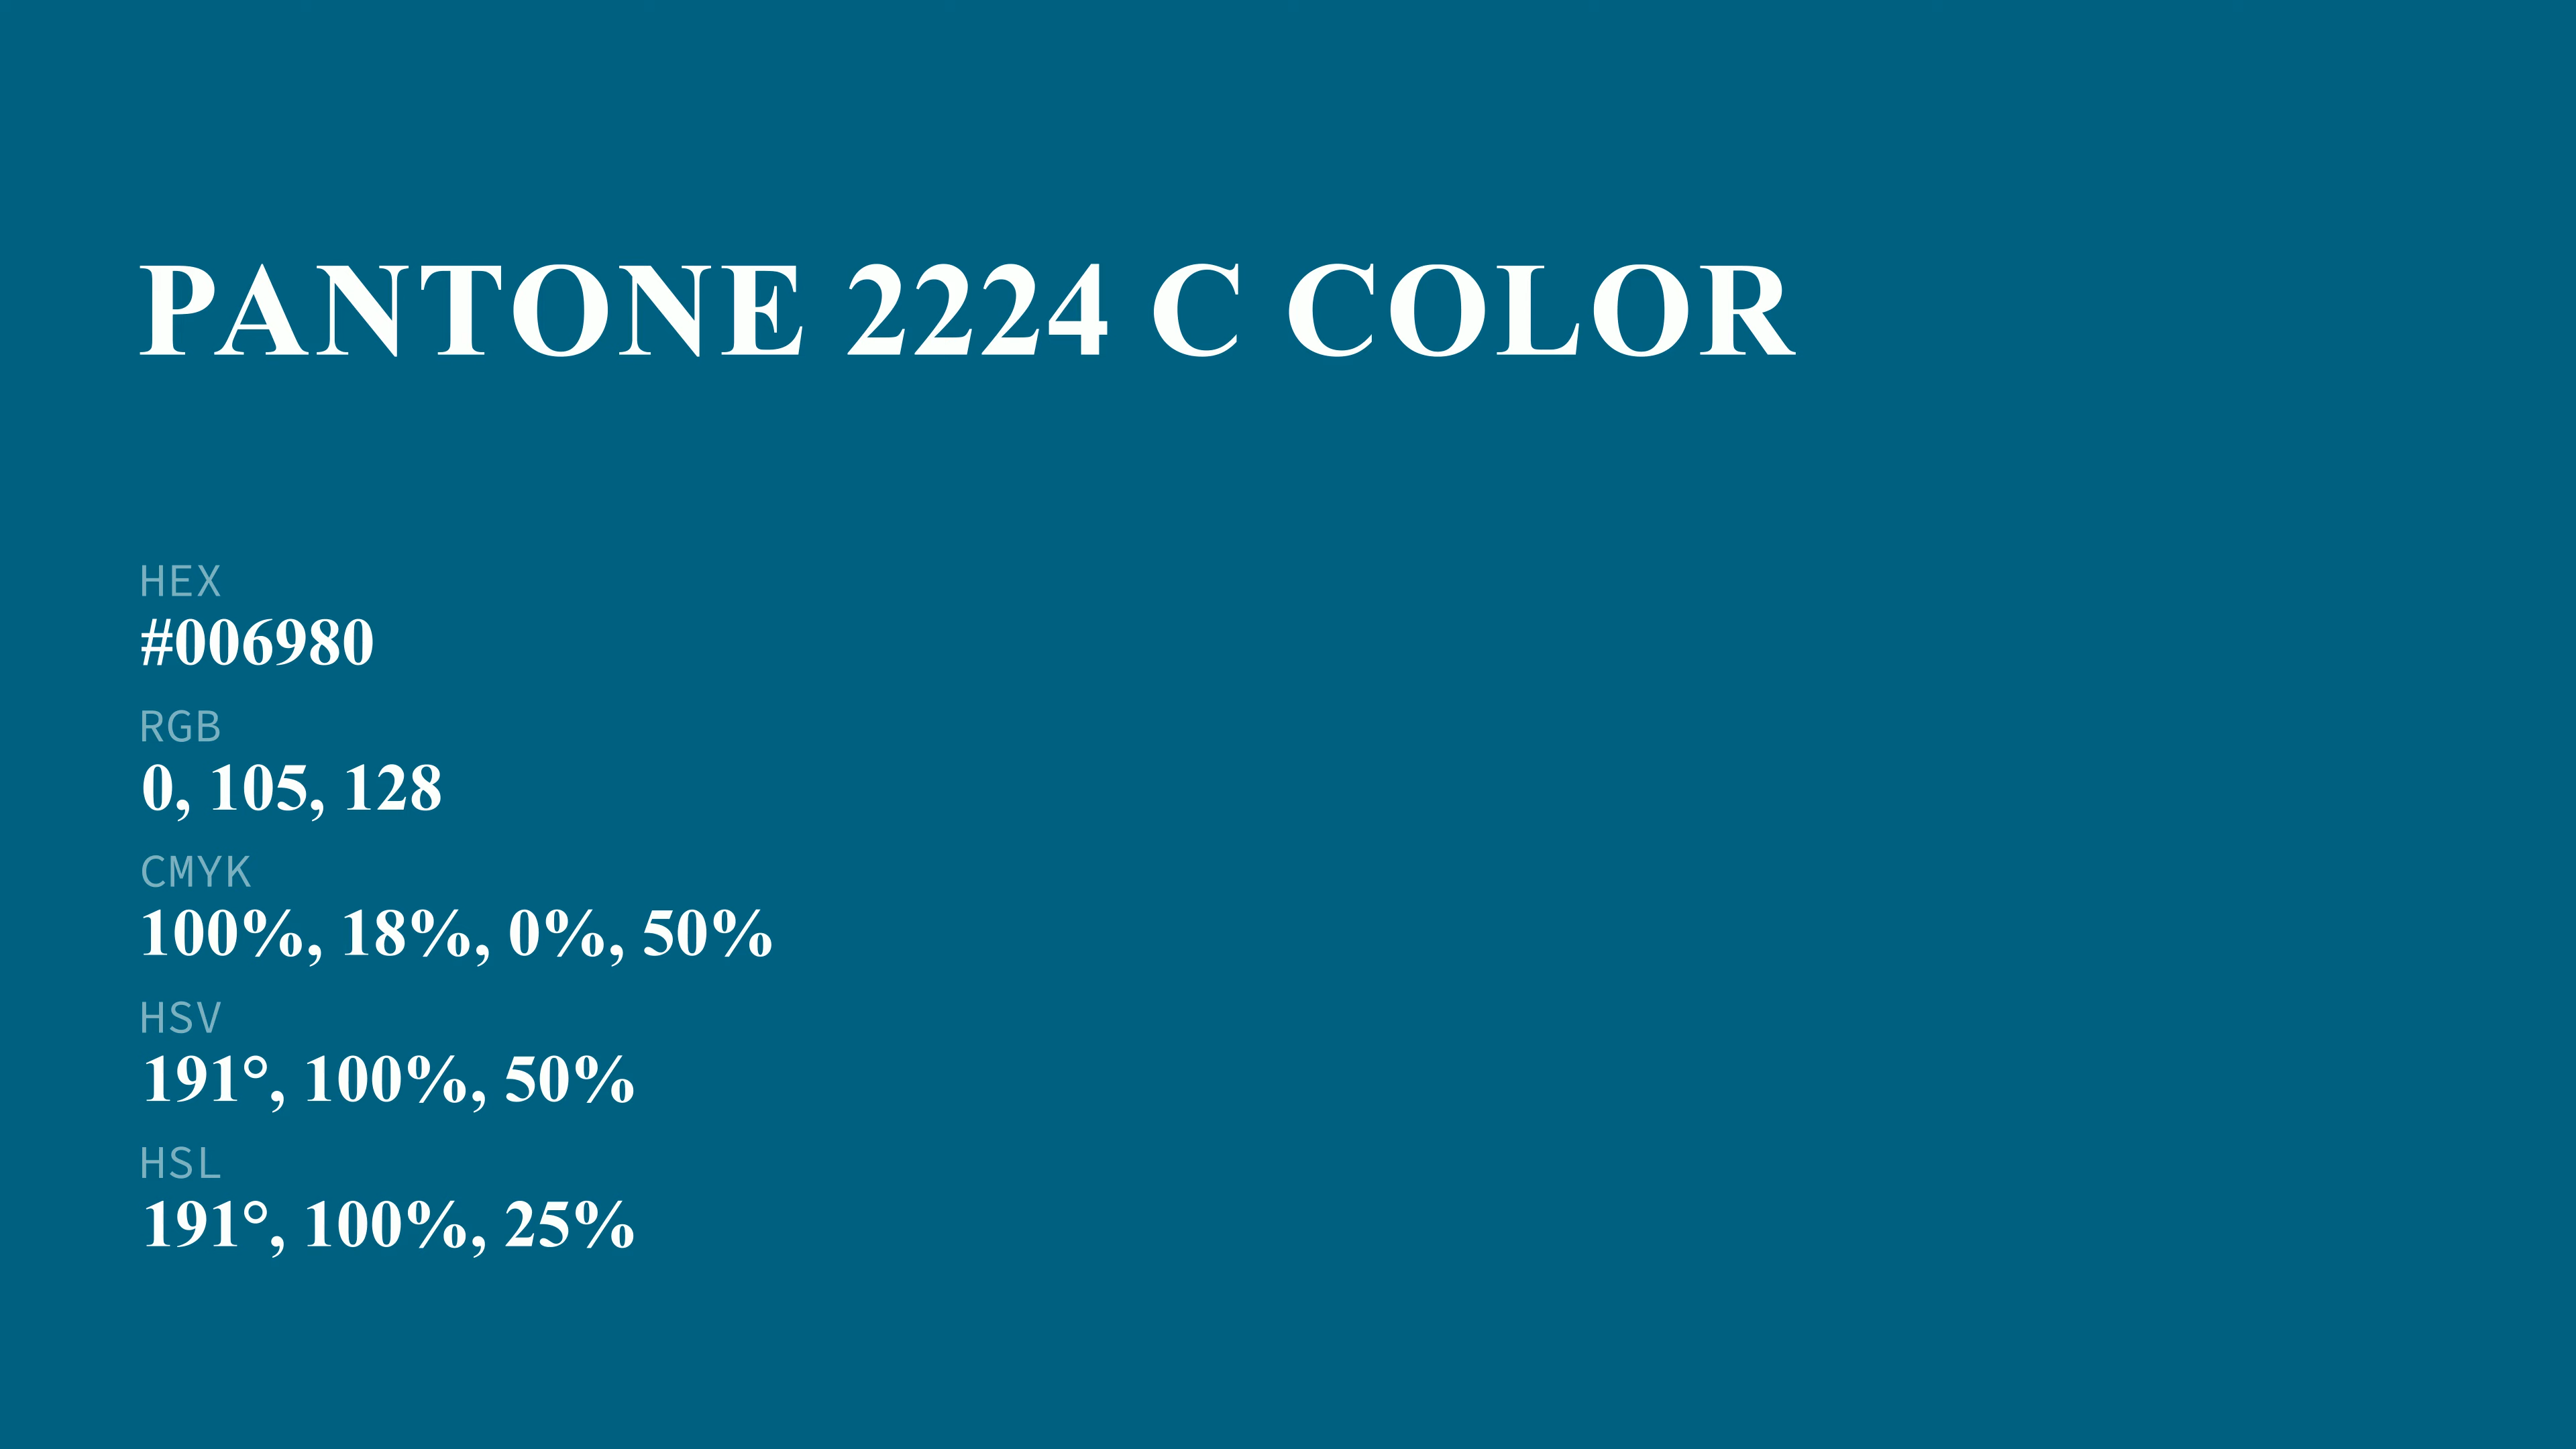 PANTONE 2224 C COLOR
HEX
#006980
RGB
0, 105, 128
CMYK
100%, 18%, 0%, 50%
HSV
191°, 100%, 50%
HSL
191°, 100%, 25%